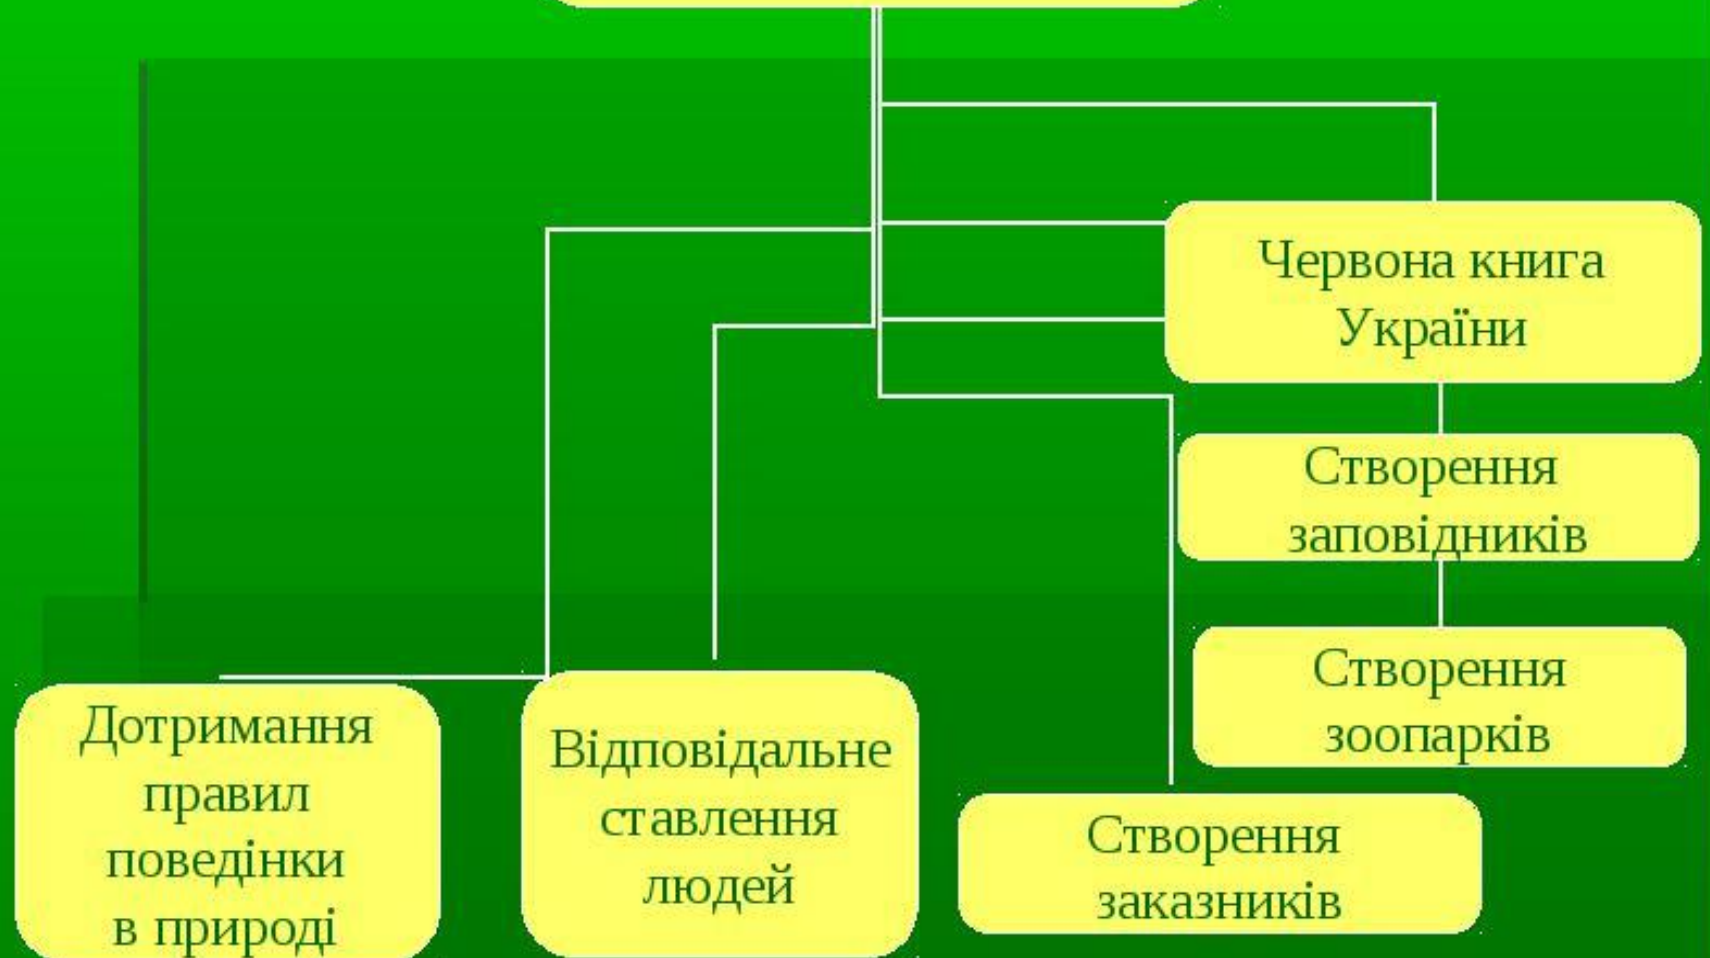 Червона книга
України
Створення
заповідників
Створення
зоопарків
Дотримання
правил
поведінки
в природі
Відповідальне
ставлення
людей
Створення
заказників